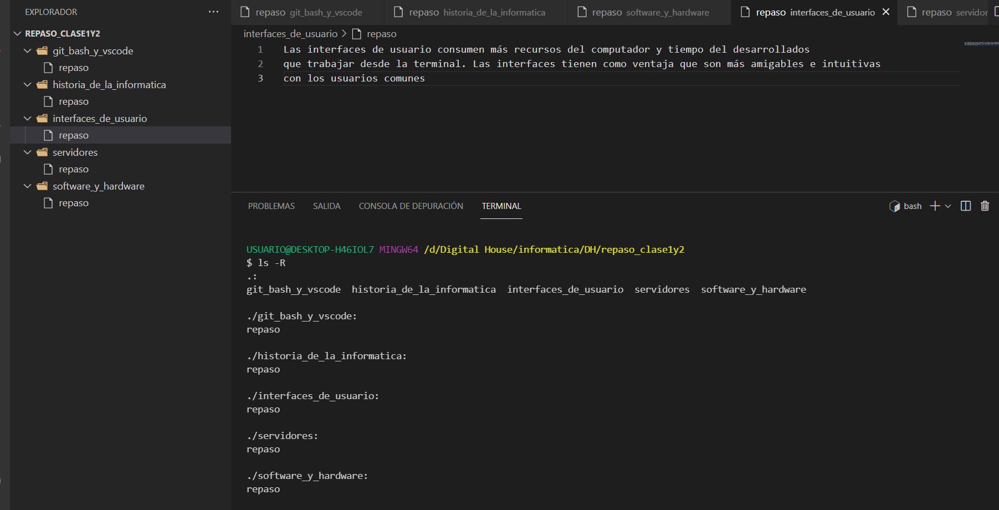 EXPLORADOR
REPASO_CLASE1Y2
git_bash_y_vscode
repaso
historia_de_la_informatica
repaso
interfaces_de_usuario
repaso
servidores
repaso
software_y_hardware
repaso
repaso git_bash_y_vscode
repaso historia_de_la_informatica
repaso software_y_hardware
repaso interfaces_de_usuario
repaso servidor
interfaces_de_usuario > repaso
1 Las interfaces de usuario consumen más recursos del computador y tiempo del desarrollados
2 que trabajar desde la terminal. Las interfaces tienen como ventaja que son más amigables e intuitivas
3 con los usuarios comunes
PROBLEMAS SALIDA CONSOLA DE DEPURACIÓN TERMINAL
bash
USUARIO@DESKTOP-H46IOL7 MINGW64 /d/Digital House/informatica/DH/repaso_clase1y2
$ ls -R
.:
git_bash_y_vscode historia_de_la_informatica interfaces_de_usuario servidores software_y_hardware
./git_bash_y_vscode:
repaso
./historia_de_la_informatica:
repaso
./interfaces_de_usuario:
repaso
./servidores:
repaso
./software_y_hardware:
repaso